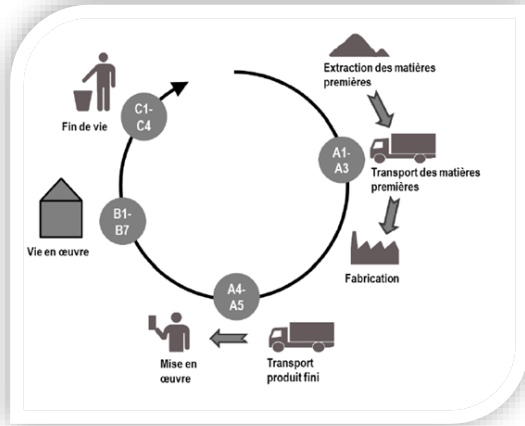 Extraction des matières
premières
A1-
A3
Transport des matières
premières
Fabrication
A4-
A5
Transport
produit fini
Mise en
œuvre
B1-
B7
Vie en œuvre
C1-
C4
Fin de vie